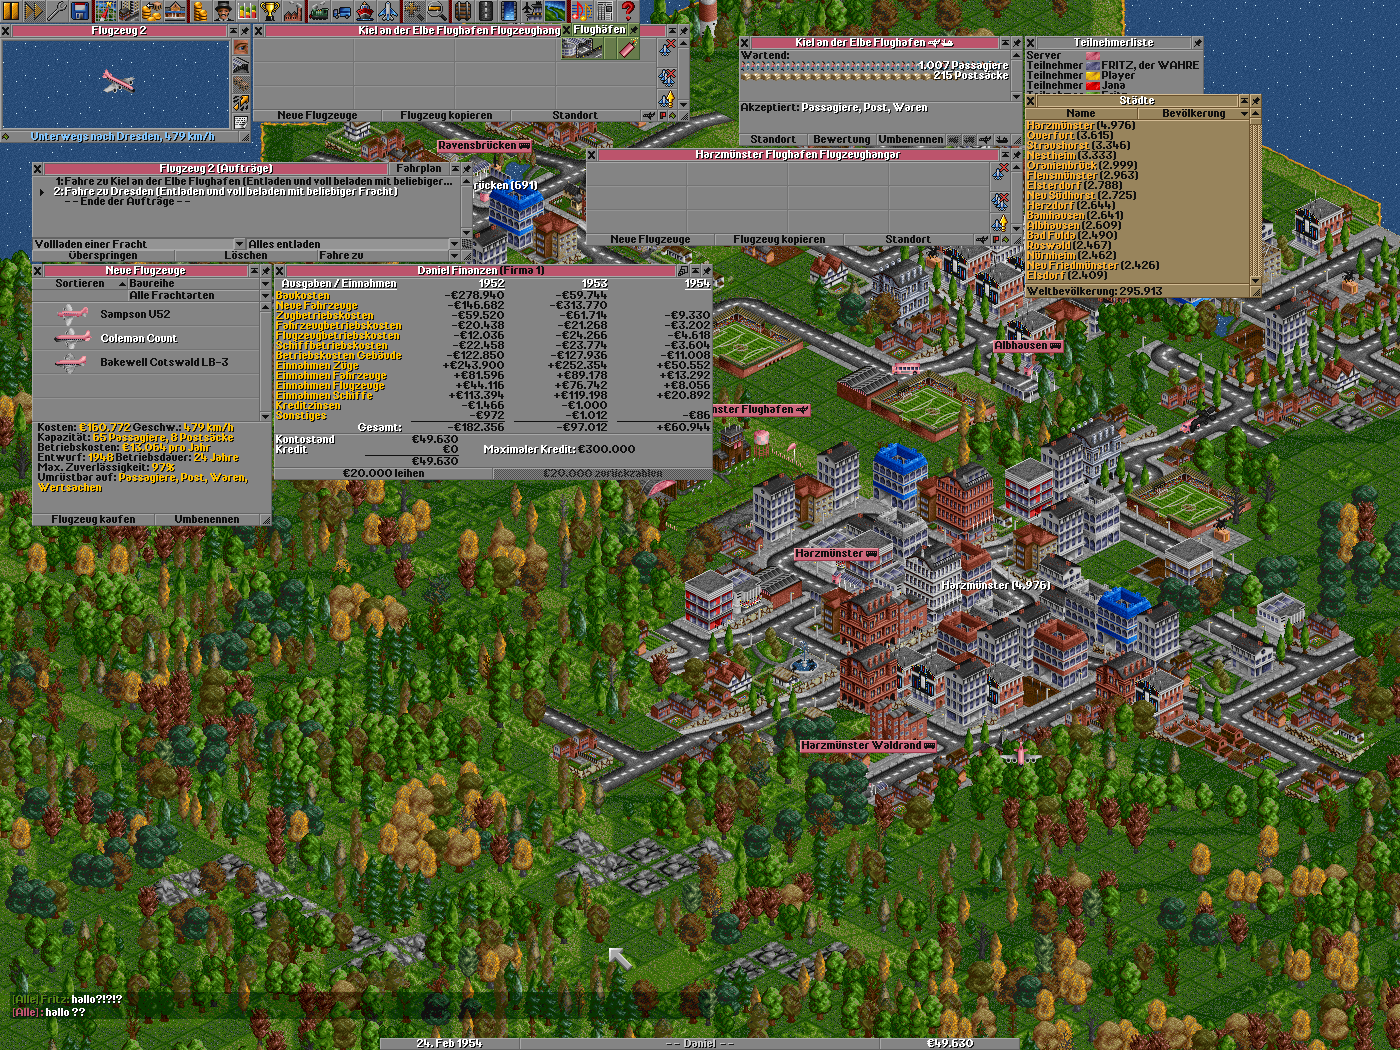 Flugzeug 2
Unterwegs nach Dresden, 479 km/h
Kiel an der Elbe Flughafen Flugzeughang
Neue Flugzeuge
Flugzeug kopieren
Standort
Flughäfen
Kiel an der Elbe Flughafen
Wartend:
1.007 Passagiere
215 Postsäcke
Akzeptiert: Passagiere, Post, Waren
Standort
Bewertung
Umbenennen
Teilnehmerliste
Server
Teilnehmer FRITZ, der WAHRE
Teilnehmer Player
Teilnehmer Jana
Städte
Name
Bevölkerung
Harzmünster (4.976)
Querfurt (3.615)
Straushorst (3.346)
Nestheim (3.333)
Oranienbrück (2.999)
Flensmünster (2.963)
Elsterdorf (2.788)
Neu Südhorst (2.725)
Herzdorf (2.644)
Bamhausen (2.641)
Albhausen (2.609)
Bad Fulda (2.490)
Roswald (2.467)
Nürnheim (2.462)
Neu Friedmünster (2.426)
Elsdorf (2.409)
Weltbevölkerung: 295.913
Ravensbrücken
rücken (691)
Flugzeug 2 (Aufträge)
Fahrplan
1: Fahre zu Kiel an der Elbe Flughafen (Entladen und voll beladen mit beliebiger...
2: Fahre zu Dresden (Entladen und voll beladen mit beliebiger Fracht)
- - Ende der Aufträge - -
Vollladen einer Fracht
Alles entladen
Überspringen
Löschen
Fahre zu
Harzmünster Flughafen Flugzeughangar
Neue Flugzeuge
Flugzeug kopieren
Standort
Neue Flugzeuge
Sortieren
Baureihe
Alle Frachtarten
Sampson U52
Coleman Count
Bakewell Cotswald LB-3
Kosten: €160.772 Geschw.: 479 km/h
Kapazität: 65 Passagiere, 8 Postsäcke
Betriebskosten: €13.064 pro Jahr
Entwurf: 1948 Betriebsdauer: 24 Jahre
Max. Zuverlässigkeit: 97%
Umrüstbar auf: Passagiere, Post, Waren,
Wertsachen
Flugzeug kaufen
Umbenennen
Daniel Finanzen (Firma 1)
Ausgaben / Einnahmen 1952 1953 1954
Baukosten -€278.940 -€59.744
Neue Fahrzeuge -€146.682 -€313.770
Zugbetriebskosten -€59.520 -€61.714 -€9.330
Fahrzeugbetriebskosten -€20.438 -€21.268 -€3.202
Flugzeugbetriebskosten -€12.036 -€24.266 -€4.618
Schiffbetriebskosten -€22.458 -€23.774 -€3.604
Betriebskosten Gebäude -€122.850 -€127.936 -€11.008
Einnahmen Züge +€243.900 +€252.354 +€50.552
Einnahmen Fahrzeuge +€81.596 +€89.178 +€13.292
Einnahmen Flugzeuge +€44.116 +€76.742 +€8.056
Einnahmen Schiffe +€113.394 +€119.198 +€20.892
Kreditzinsen -€1.466 -€1.000
Sonstiges -€972 -€1.012 -€86
Gesamt: -€182.356 -€97.012 +€60.944
Kontostand €49.630
Kredit €0
Maximaler Kredit: €300.000
€49.630
€20.000 leihen
€20.000 zurückzahlen
Albhausen
nster Flughafen
Harzmünster
Harzmünster (4.976)
Harzmünster Waldrand
[Alle] Fritz: hallo?!?!?
[Alle] : hallo ??
24. Feb 1954
- - Daniel - -
€49.630